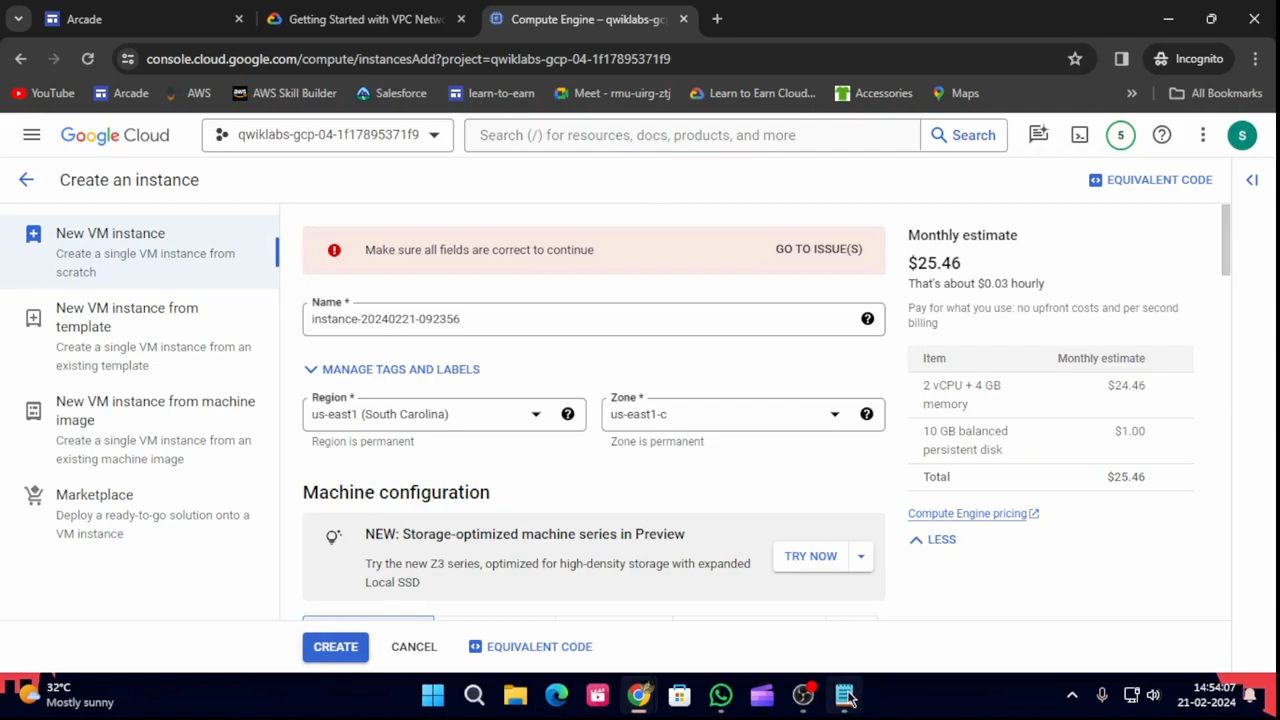 Arcade
Getting Started with VPC Netwo
Compute Engine – qwiklabs-gc
console.cloud.google.com/compute/instancesAdd?project=qwiklabs-gcp-04-1f17895371f9
Incognito
YouTube
Arcade
AWS
AWS Skill Builder
Salesforce
learn-to-earn
Meet - rmu-uirg-ztj
Learn to Earn Cloud...
Accessories
Maps
All Bookmarks
Google Cloud
qwiklabs-gcp-04-1f17895371f9
Search (/) for resources, docs, products, and more
Search
5
S
Create an instance
EQUIVALENT CODE
New VM instance
Create a single VM instance from
scratch
New VM instance from
template
Create a single VM instance from an
existing template
New VM instance from machine
image
Create a single VM instance from an
existing machine image
Marketplace
Deploy a ready-to-go solution onto a
VM instance
Make sure all fields are correct to continue
GO TO ISSUE(S)
Name *
instance-20240221-092356
MANAGE TAGS AND LABELS
Region *
us-east1 (South Carolina)
Region is permanent
Zone *
us-east1-c
Zone is permanent
Machine configuration
NEW: Storage-optimized machine series in Preview
Try the new Z3 series, optimized for high-density storage with expanded
Local SSD
TRY NOW
CREATE
CANCEL
EQUIVALENT CODE
Monthly estimate
$25.46
That's about $0.03 hourly
Pay for what you use: no upfront costs and per second
billing
Item Monthly estimate
2 vCPU + 4 GB $24.46
memory
10 GB balanced $1.00
persistent disk
Total $25.46
Compute Engine pricing
LESS
32°C
Mostly sunny
14:54:07
21-02-2024